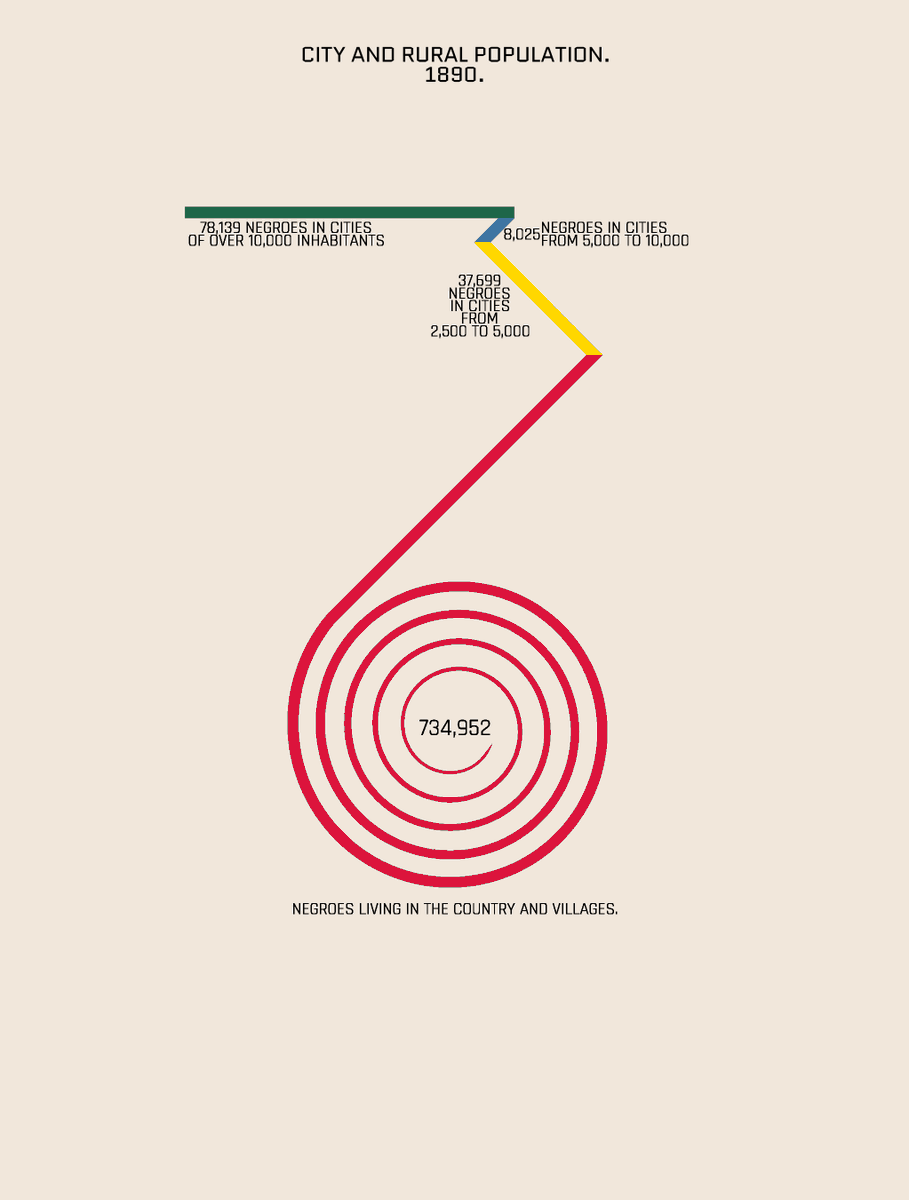 CITY AND RURAL POPULATION.
1890.
78,139 NEGROES IN CITIES
OF OVER 10,000 INHABITANTS
8,025 NEGROES IN CITIES
FROM 5,000 TO 10,000
37,699
NEGROES
IN CITIES
FROM
2,500 TO 5,000
734,952
NEGROES LIVING IN THE COUNTRY AND VILLAGES.